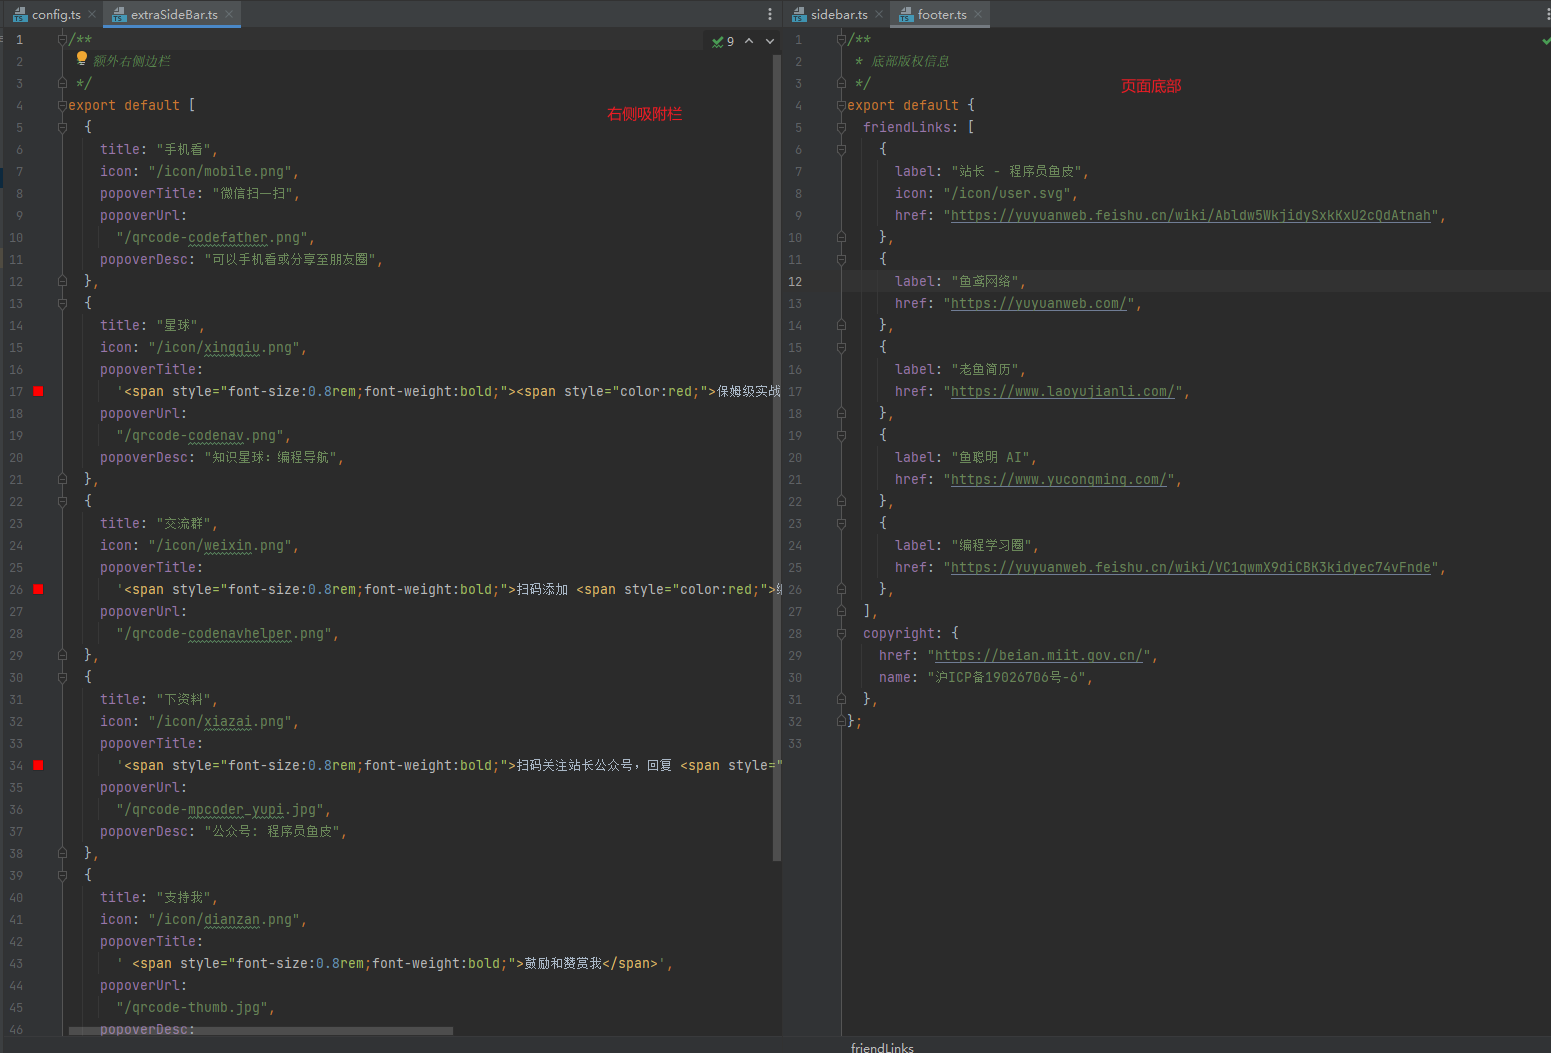 config.ts
extraSideBar.ts
9
1 /**
2 额外右侧边栏
3 */
右侧吸附栏
4 export default [
5 {
6 title: "手机看",
7 icon: "/icon/mobile.png",
8 popoverTitle: "微信扫一扫",
9 popoverUrl:
10 "/qrcode-codefather.png",
11 popoverDesc: "可以手机看或分享至朋友圈",
12 },
13 {
14 title: "星球",
15 icon: "/icon/xingqiu.png",
16 popoverTitle:
17 '<span style="font-size:0.8rem;font-weight:bold;"><span style="color:red;">保姆级实战
18 popoverUrl:
19 "/qrcode-codenav.png",
20 popoverDesc: "知识星球：编程导航",
21 },
22 {
23 title: "交流群",
24 icon: "/icon/weixin.png",
25 popoverTitle:
26 '<span style="font-size:0.8rem;font-weight:bold;">扫码添加 <span style="color:red;">
27 popoverUrl:
28 "/qrcode-codenavhelper.png",
29 },
30 {
31 title: "下资料",
32 icon: "/icon/xiazai.png",
33 popoverTitle:
34 '<span style="font-size:0.8rem;font-weight:bold;">扫码关注站长公众号，回复 <span style="
35 popoverUrl:
36 "/qrcode-mpcoder_yupi.jpg",
37 popoverDesc: "公众号: 程序员鱼皮",
38 },
39 {
40 title: "支持我",
41 icon: "/icon/dianzan.png",
42 popoverTitle:
43 ' <span style="font-size:0.8rem;font-weight:bold;">鼓励和赞赏我</span>',
44 popoverUrl:
45 "/qrcode-thumb.jpg",
46 popoverDesc:
sidebar.ts
footer.ts
1 /**
2 * 底部版权信息
3 */
页面底部
4 export default {
5 friendLinks: [
6 {
7 label: "站长 - 程序员鱼皮",
8 icon: "/icon/user.svg",
9 href: "https://yuyuanweb.feishu.cn/wiki/Abldw5WkjidySxkKxU2cQdAtnah",
10 },
11 {
12 label: "鱼鸢网络",
13 href: "https://yuyuanweb.com/",
14 },
15 {
16 label: "老鱼简历",
17 href: "https://www.laoyujianli.com/",
18 },
19 {
20 label: "鱼聪明 AI",
21 href: "https://www.yucongming.com/",
22 },
23 {
24 label: "编程学习圈",
25 href: "https://yuyuanweb.feishu.cn/wiki/VC1qwmX9diCBK3kidyec74vFnde",
26 },
27 ],
28 copyright: {
29 href: "https://beian.miit.gov.cn/",
30 name: "沪ICP备19026706号-6",
31 },
32 };
33
friendLinks